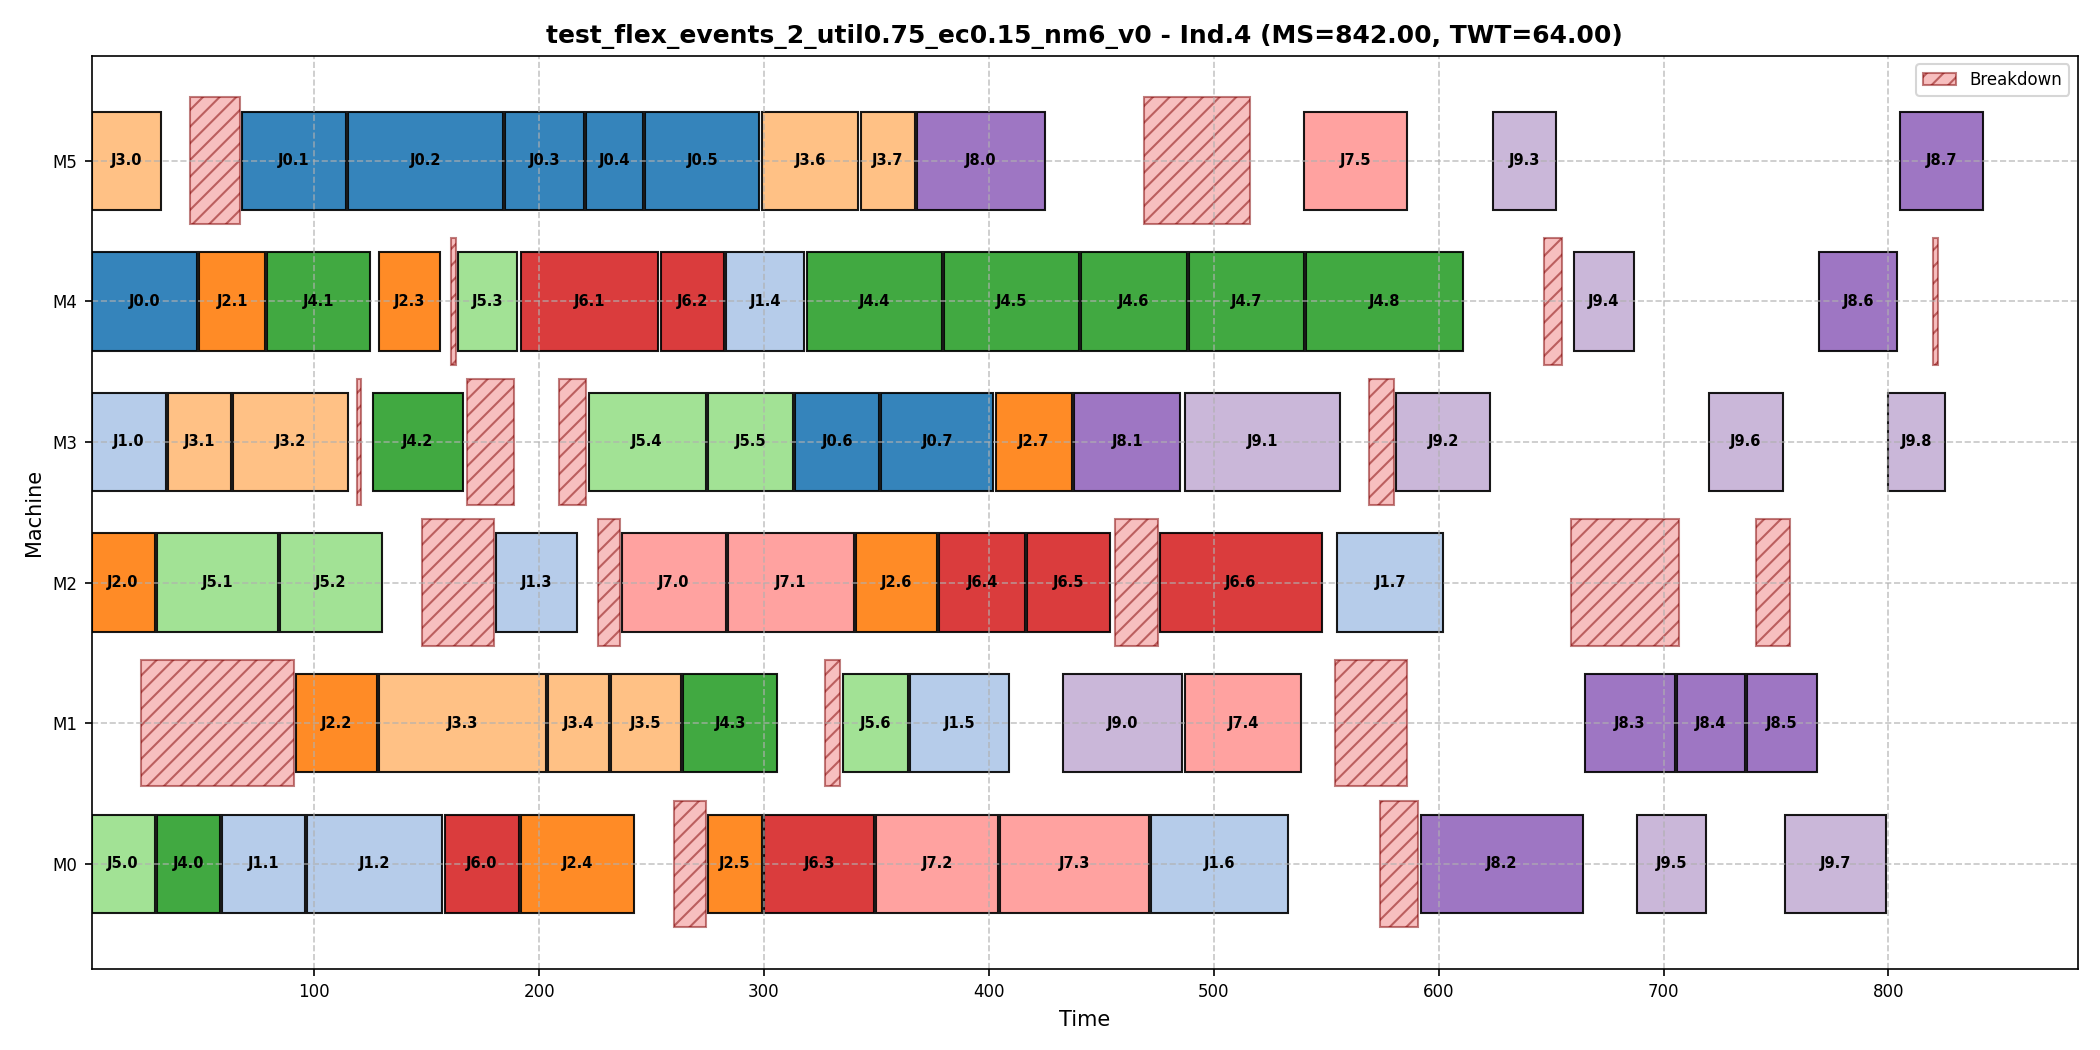 test_flex_events_2_util0.75_ec0.15_nm6_v0 - Ind.4 (MS=842.00, TWT=64.00)
Breakdown
M5 J3.0 J0.1 J0.2 J0.3 J0.4 J0.5 J3.6 J3.7 J8.0 J7.5 J9.3 J8.7
M4 J0.0 J2.1 J4.1 J2.3 J5.3 J6.1 J6.2 J1.4 J4.4 J4.5 J4.6 J4.7 J4.8 J9.4 J8.6
M3 J1.0 J3.1 J3.2 J4.2 J5.4 J5.5 J0.6 J0.7 J2.7 J8.1 J9.1 J9.2 J9.6 J9.8
Machine
M2 J2.0 J5.1 J5.2 J1.3 J7.0 J7.1 J2.6 J6.4 J6.5 J6.6 J1.7
M1 J2.2 J3.3 J3.4 J3.5 J4.3 J5.6 J1.5 J9.0 J7.4 J8.3 J8.4 J8.5
M0 J5.0 J4.0 J1.1 J1.2 J6.0 J2.4 J2.5 J6.3 J7.2 J7.3 J1.6 J8.2 J9.5 J9.7
100 200 300 400 500 600 700 800
Time